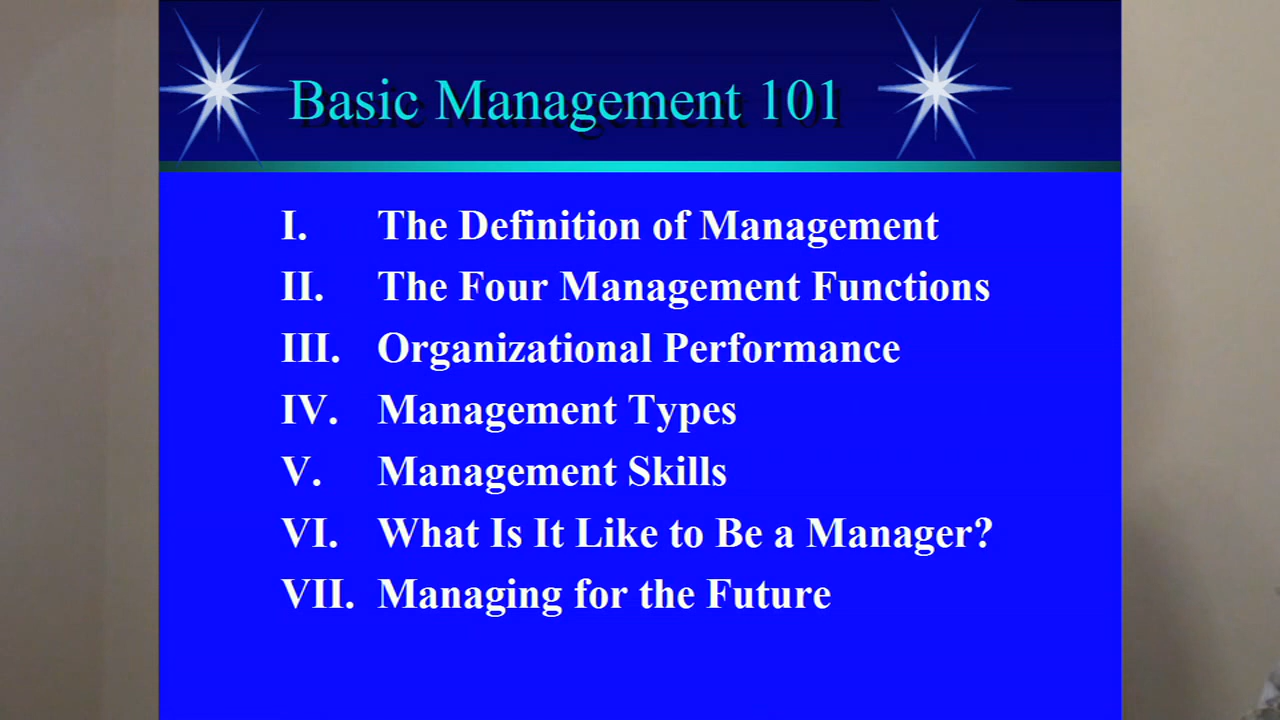 Basic Management 101
I. The Definition of Management
II. The Four Management Functions
III. Organizational Performance
IV. Management Types
V. Management Skills
VI. What Is It Like to Be a Manager?
VII. Managing for the Future